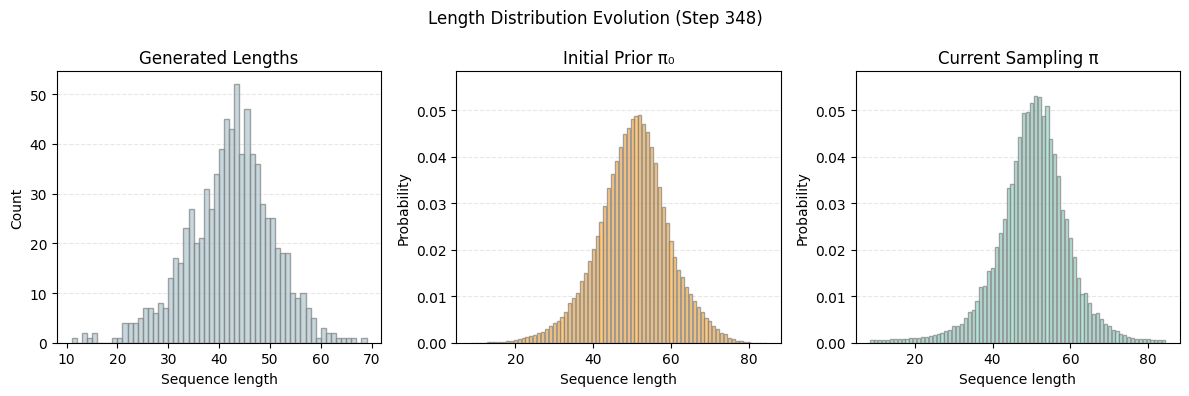 Length Distribution Evolution (Step 348)
Generated Lengths
Count
50
40
30
20
10
0
10 20 30 40 50 60 70
Sequence length
Initial Prior π₀
Probability
0.05
0.04
0.03
0.02
0.01
0.00
20 40 60 80
Sequence length
Current Sampling π
Probability
0.05
0.04
0.03
0.02
0.01
0.00
20 40 60 80
Sequence length